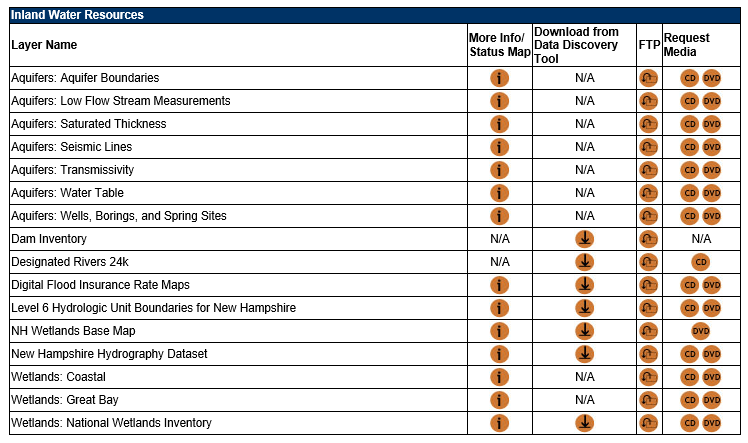 Inland Water Resources
Layer Name More Info/ Status Map Download from Data Discovery Tool FTP Request Media
Aquifers: Aquifer Boundaries i N/A CD DVD
Aquifers: Low Flow Stream Measurements i N/A CD DVD
Aquifers: Saturated Thickness i N/A CD DVD
Aquifers: Seismic Lines i N/A CD DVD
Aquifers: Transmissivity i N/A CD DVD
Aquifers: Water Table i N/A CD DVD
Aquifers: Wells, Borings, and Spring Sites i N/A CD DVD
Dam Inventory N/A N/A
Designated Rivers 24k N/A CD
Digital Flood Insurance Rate Maps i CD DVD
Level 6 Hydrologic Unit Boundaries for New Hampshire i CD DVD
NH Wetlands Base Map i DVD
New Hampshire Hydrography Dataset i CD DVD
Wetlands: Coastal i N/A CD DVD
Wetlands: Great Bay i N/A CD DVD
Wetlands: National Wetlands Inventory i CD DVD